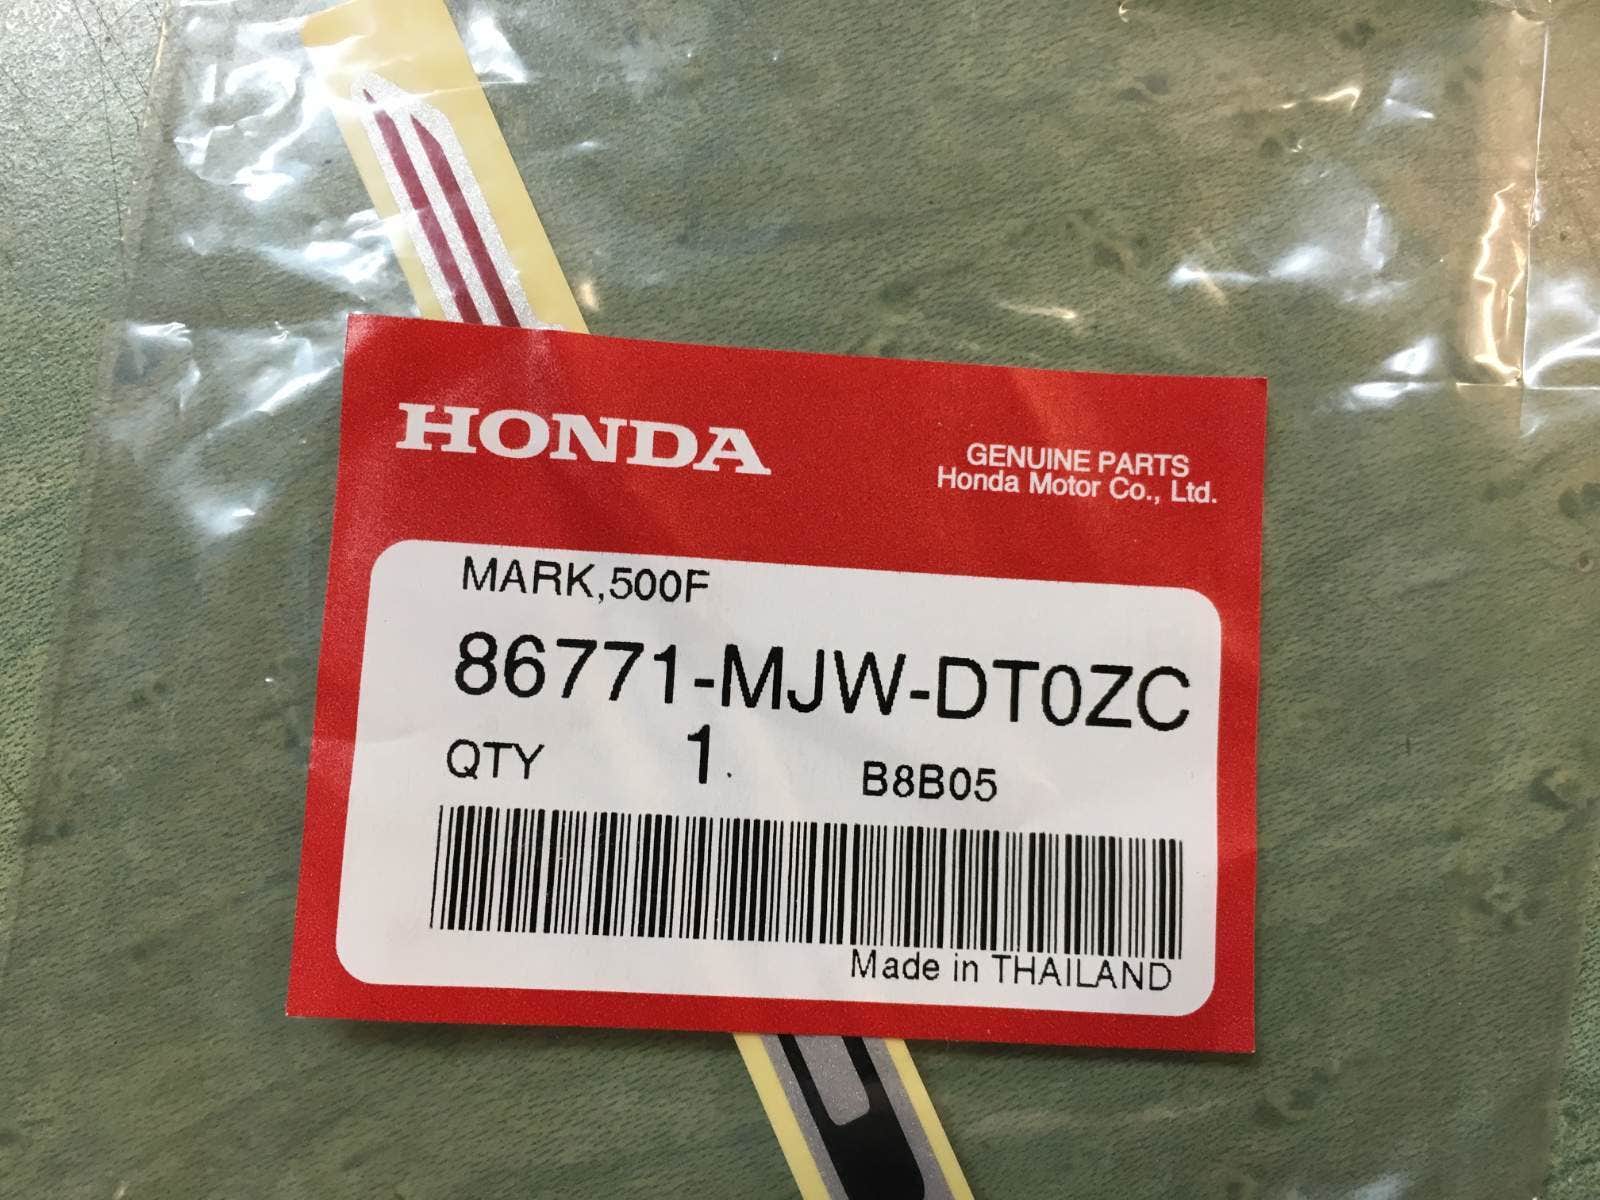 HONDA
GENUINE PARTS
Honda Motor Co., Ltd.
MARK,500F
86771-MJW-DT0ZC
QTY 1 B8B05
Made in THAILAND